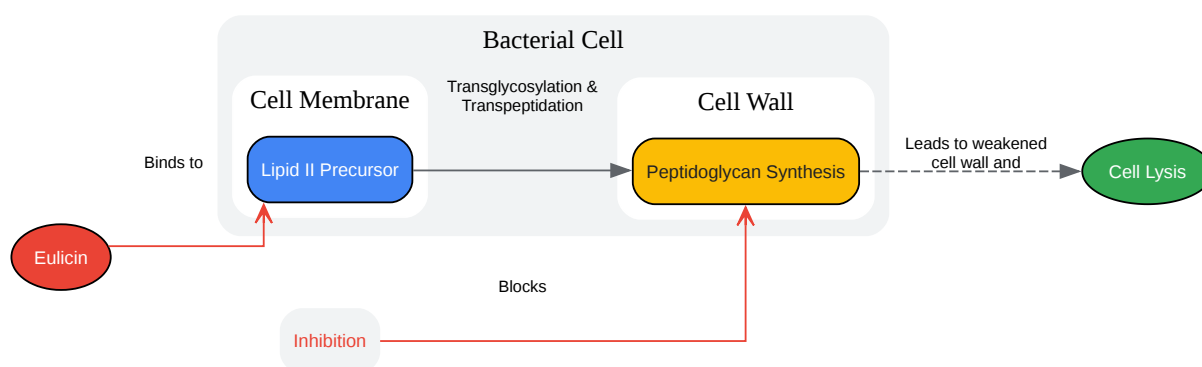 Bacterial Cell
Cell Membrane
Transglycosylation &
Transpeptidation
Cell Wall
Binds to
Lipid II Precursor
Peptidoglycan Synthesis
Leads to weakened
cell wall and
Cell Lysis
Eulicin
Blocks
Inhibition